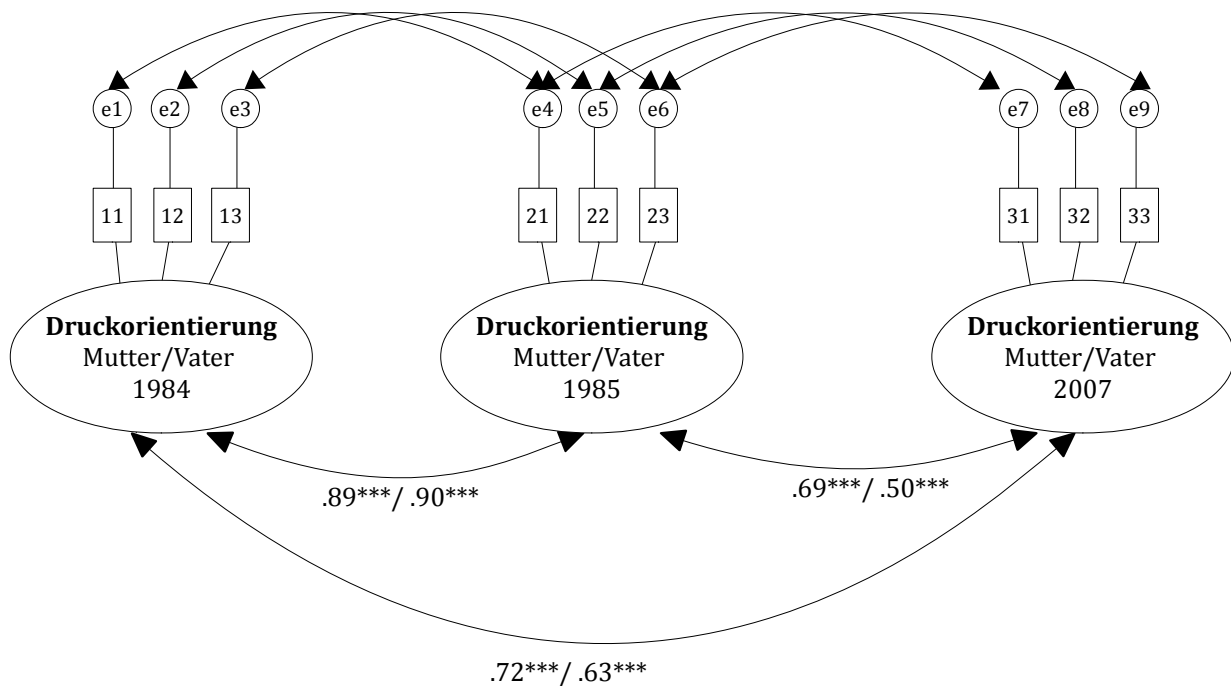 e1 e2 e3 e4 e5 e6 e7 e8 e9
11 12 13 21 22 23 31 32 33
Druckorientierung
Mutter/Vater
1984
Druckorientierung
Mutter/Vater
1985
Druckorientierung
Mutter/Vater
2007
.89***/ .90***
.69***/ .50***
.72***/ .63***